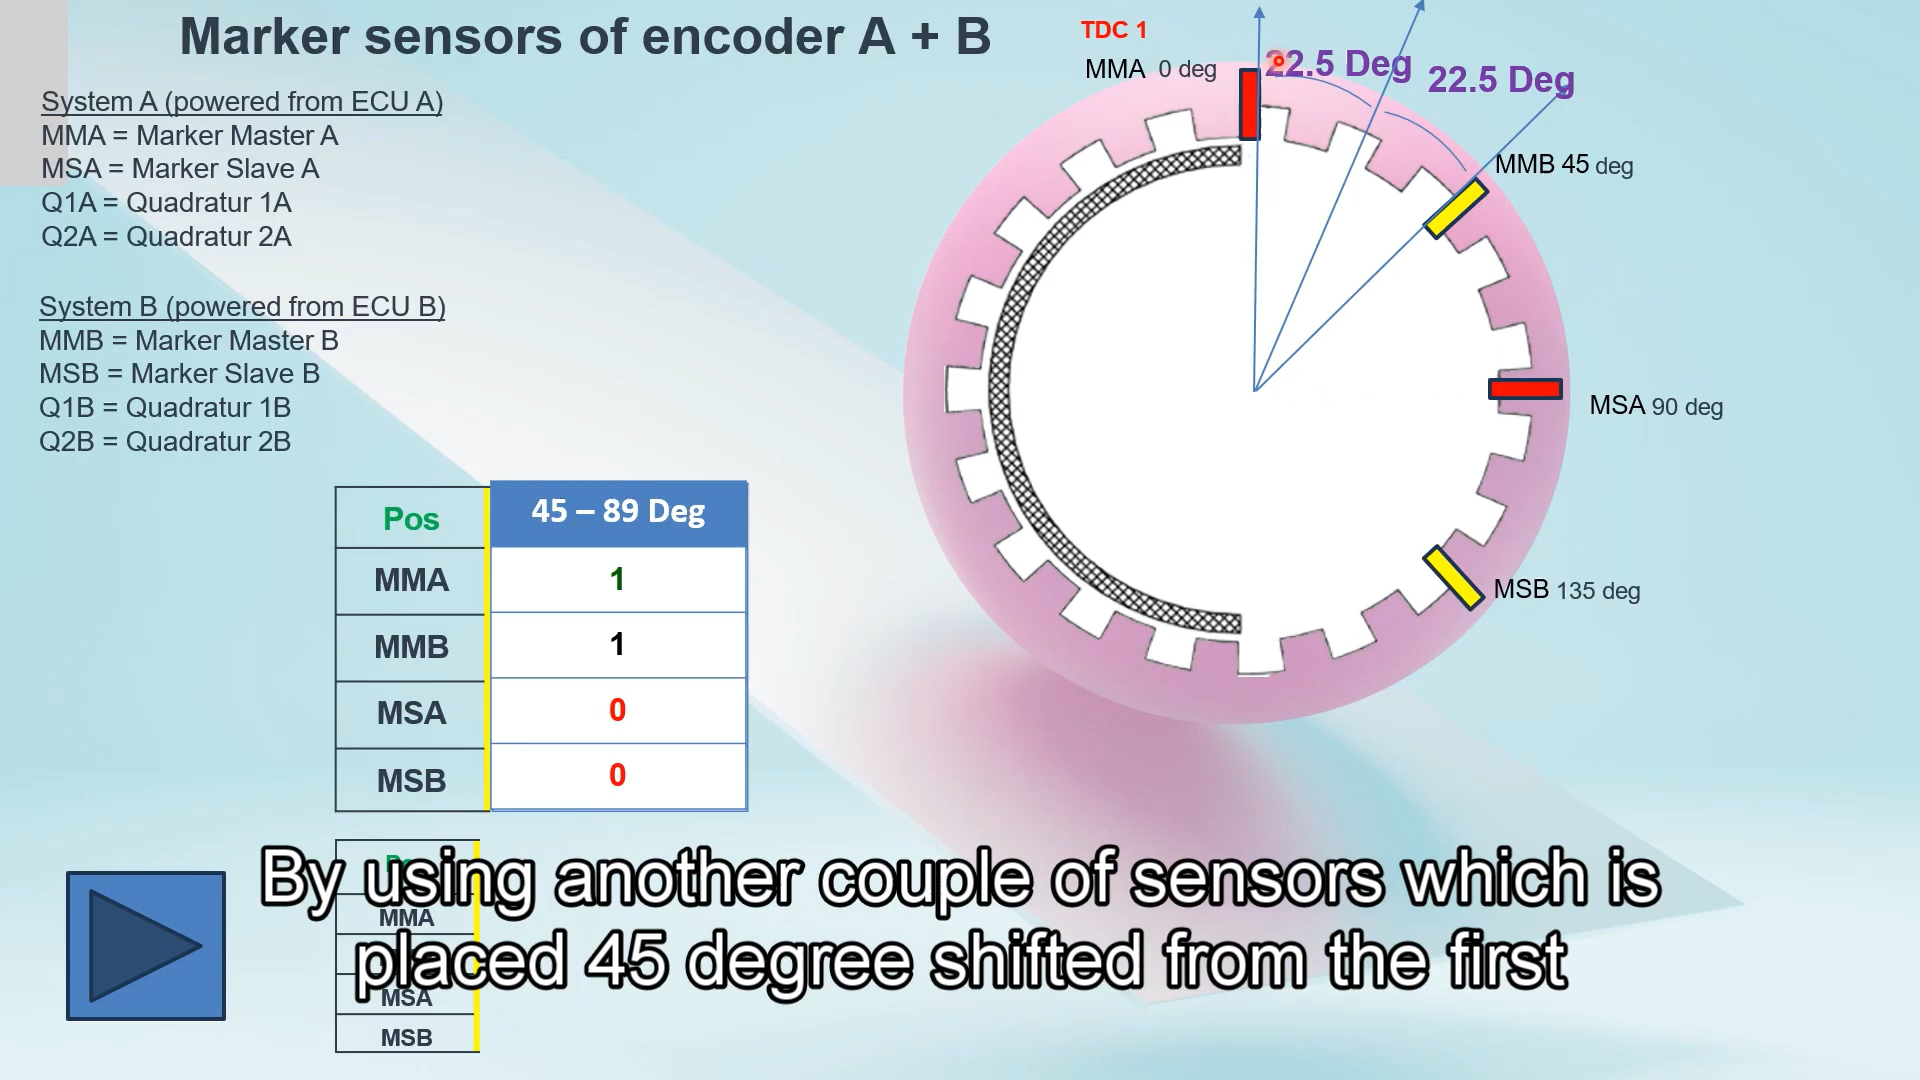 Marker sensors of encoder A + B
System A (powered from ECU A)
MMA = Marker Master A
MSA = Marker Slave A
Q1A = Quadratur 1A
Q2A = Quadratur 2A
System B (powered from ECU B)
MMB = Marker Master B
MSB = Marker Slave B
Q1B = Quadratur 1B
Q2B = Quadratur 2B
TDC 1
MMA 0 deg
22.5 Deg
22.5 Deg
MMB 45 deg
MSA 90 deg
MSB 135 deg
Pos 45 – 89 Deg
MMA 1
MMB 1
MSA 0
MSB 0
MMA
MSA
MSB
By using another couple of sensors which is
placed 45 degree shifted from the first